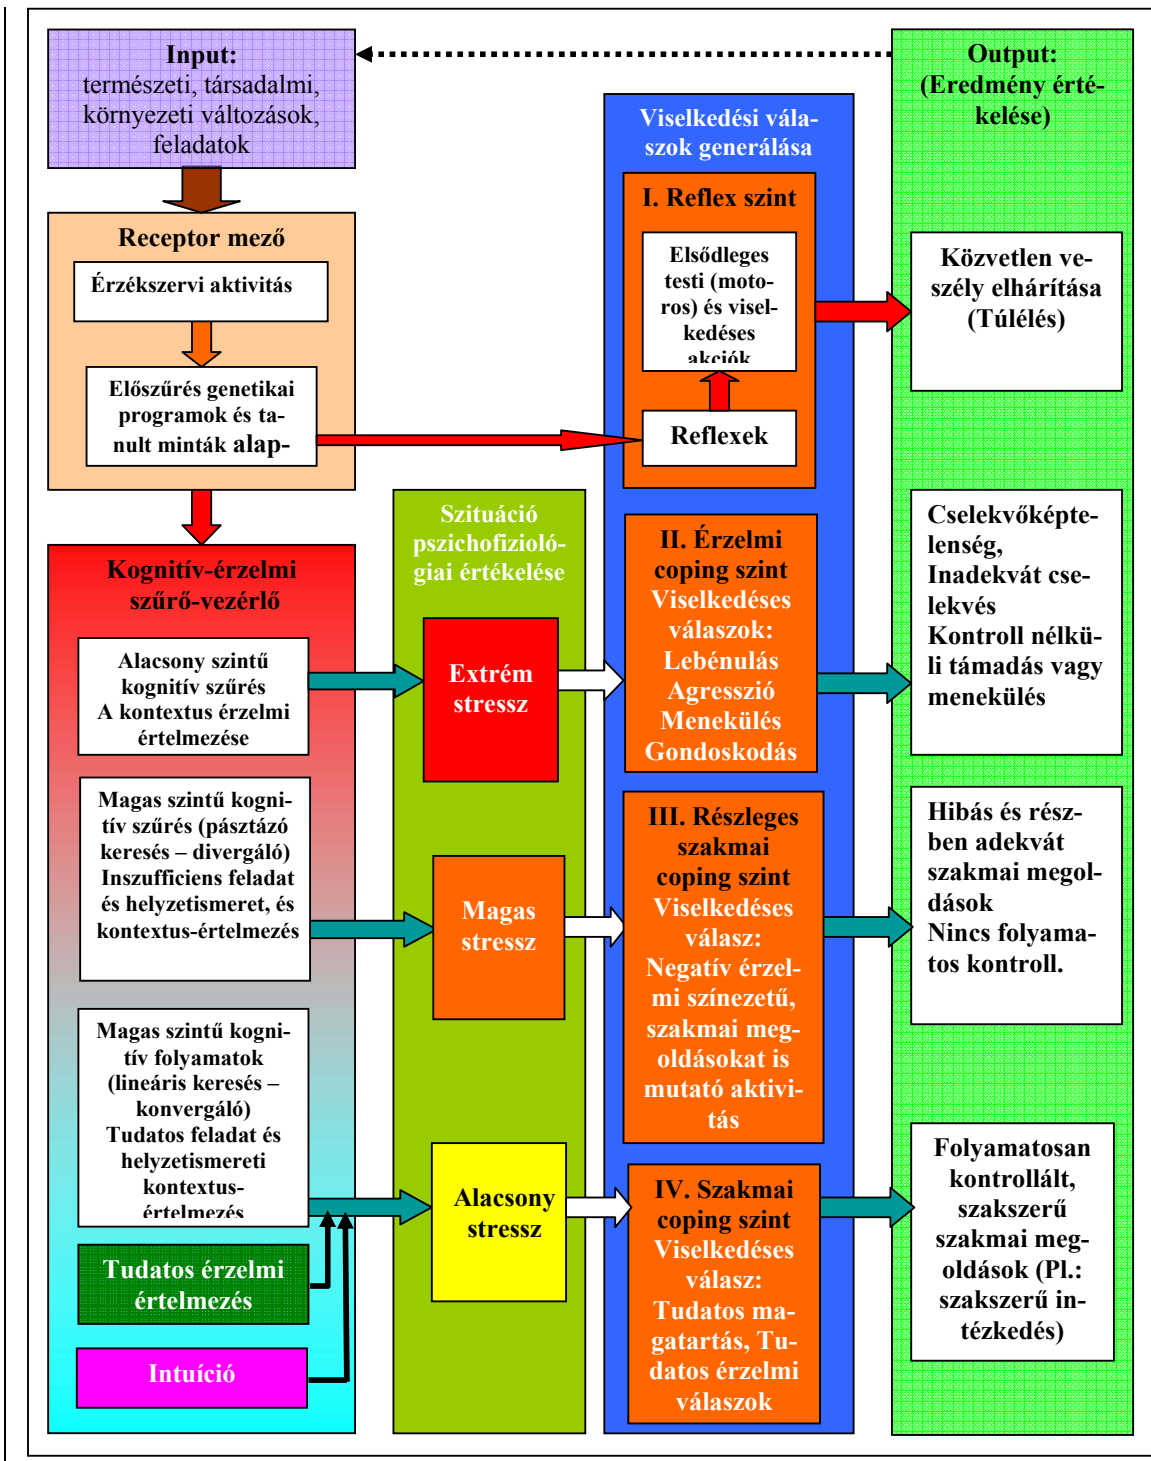 Input:
természeti, társadalmi,
környezeti változások,
feladatok
Receptor mező
Érzékszervi aktivitás
Előszűrés genetikai
programok és ta-
nult minták alap-
Kognitív-érzelmi
szűrő-vezérlő
Alacsony szintű
kognitív szűrés
A kontextus érzelmi
értelmezése
Magas szintű kogni-
tív szűrés (pásztázó
keresés – divergáló)
Inszufficiens feladat
és helyzetismeret, és
kontextus-értelmezés
Magas szintű kogni-
tív folyamatok
(lineáris keresés –
konvergáló)
Tudatos feladat és
helyzetismereti
kontextus-
értelmezés
Tudatos érzelmi
értelmezés
Intuíció
Szituáció
pszichofizioló-
giai értékelése
Extrém
stressz
Magas
stressz
Alacsony
stressz
Viselkedési vála-
szok generálása
I. Reflex szint
Elsődleges
testi (moto-
ros) és visel-
kedéses
akciók
Reflexek
II. Érzelmi
coping szint
Viselkedéses
válaszok:
Lebénulás
Agresszió
Menekülés
Gondoskodás
III. Részleges
szakmai
coping szint
Viselkedéses
válasz:
Negatív érzel-
mi színezetű,
szakmai meg-
oldásokat is
mutató aktivi-
tás
IV. Szakmai
coping szint
Viselkedéses
válasz:
Tudatos ma-
gatartás, Tu-
datos érzelmi
válaszok
Output:
(Eredmény érté-
kelése)
Közvetlen ve-
szély elhárítása
(Túlélés)
Cselekvőképte-
lenség,
Inadekvát cse-
lekvés
Kontroll nélkü-
li támadás vagy
menekülés
Hibás és rész-
ben adekvát
szakmai megol-
dások
Nincs folyama-
tos kontroll.
Folyamatosan
kontrollált,
szakszerű
szakmai meg-
oldások (Pl.:
szakszerű in-
tézkedés)